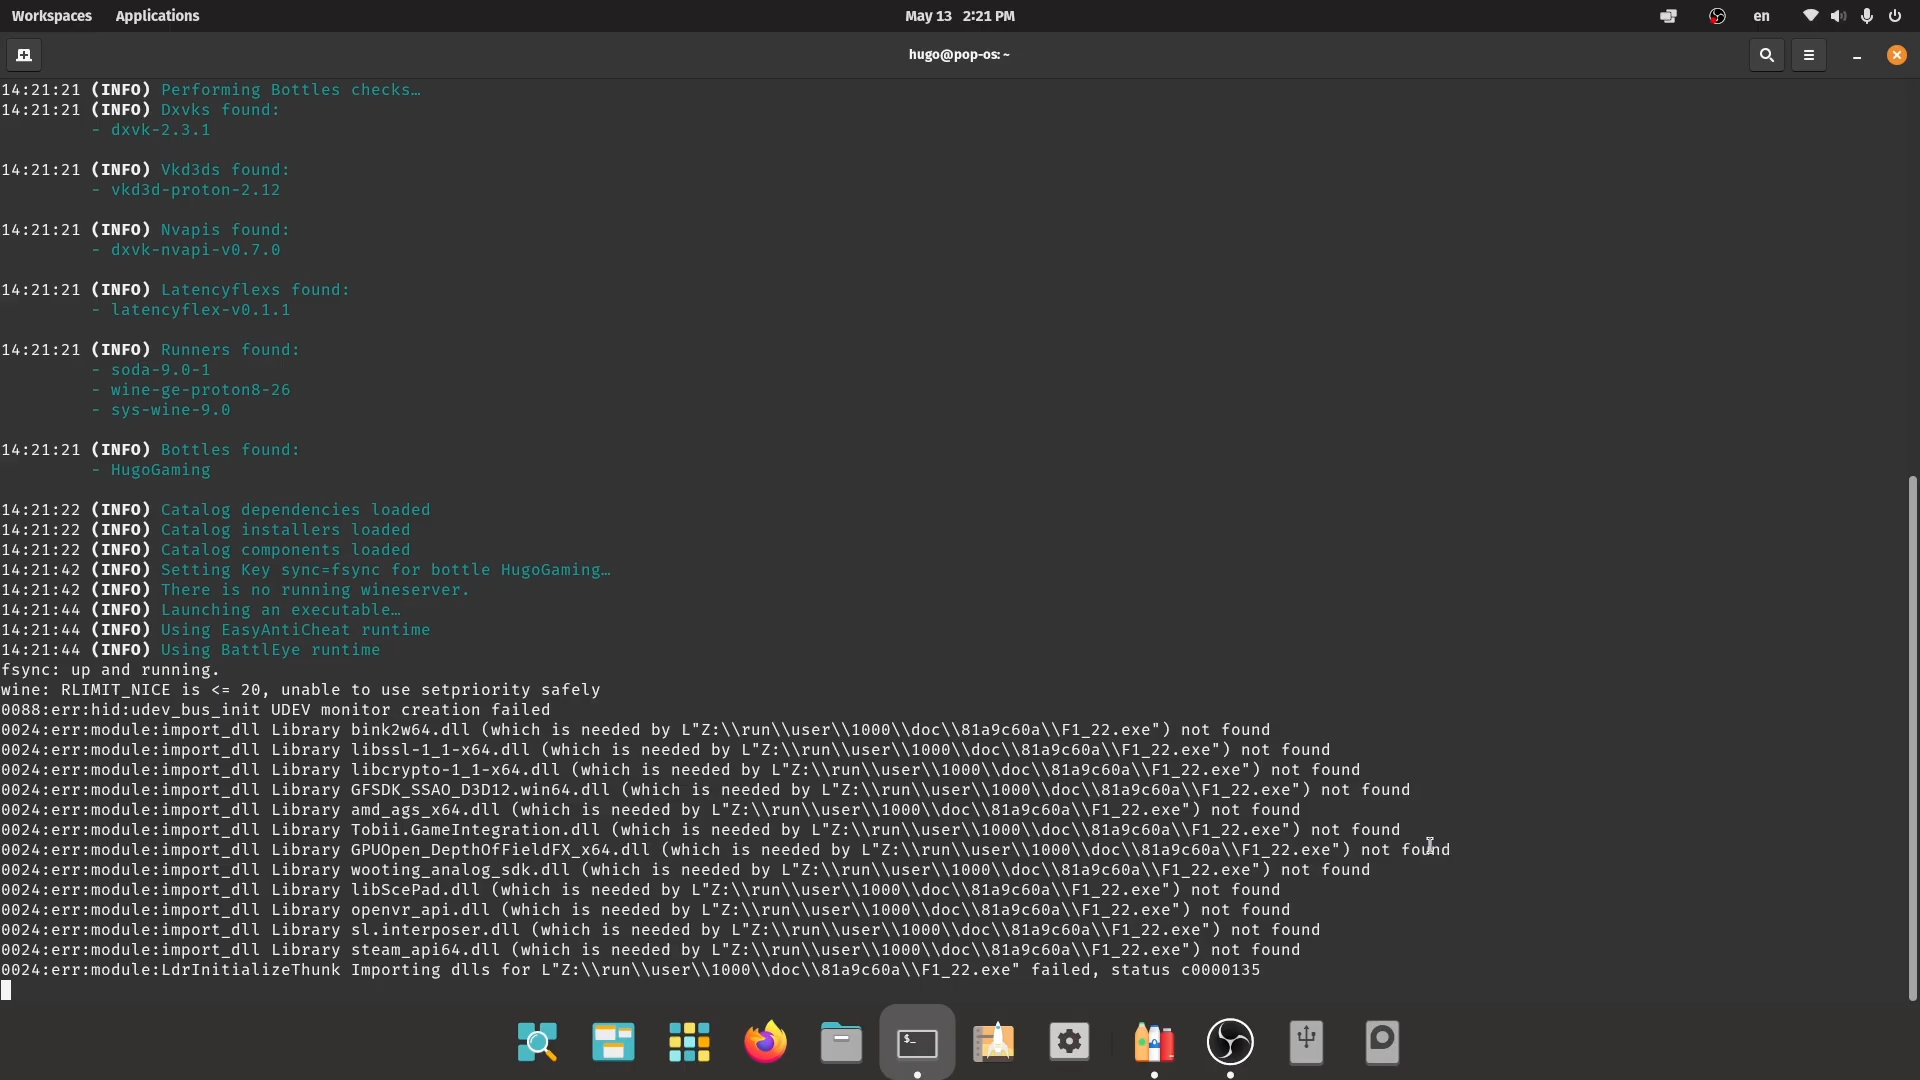 Workspaces Applications May 13 2:21 PM en
hugo@pop-os: ~
14:21:21 (INFO) Performing Bottles checks…
14:21:21 (INFO) Dxvks found:
- dxvk-2.3.1
14:21:21 (INFO) Vkd3ds found:
- vkd3d-proton-2.12
14:21:21 (INFO) Nvapis found:
- dxvk-nvapi-v0.7.0
14:21:21 (INFO) Latencyflexs found:
- latencyflex-v0.1.1
14:21:21 (INFO) Runners found:
- soda-9.0-1
- wine-ge-proton8-26
- sys-wine-9.0
14:21:21 (INFO) Bottles found:
- HugoGaming
14:21:22 (INFO) Catalog dependencies loaded
14:21:22 (INFO) Catalog installers loaded
14:21:22 (INFO) Catalog components loaded
14:21:42 (INFO) Setting Key sync=fsync for bottle HugoGaming…
14:21:42 (INFO) There is no running wineserver.
14:21:44 (INFO) Launching an executable…
14:21:44 (INFO) Using EasyAntiCheat runtime
14:21:44 (INFO) Using BattlEye runtime
fsync: up and running.
wine: RLIMIT_NICE is <= 20, unable to use setpriority safely
0088:err:hid:udev_bus_init UDEV monitor creation failed
0024:err:module:import_dll Library bink2w64.dll (which is needed by L"Z:\\run\\user\\1000\\doc\\81a9c60a\\F1_22.exe") not found
0024:err:module:import_dll Library libssl-1_1-x64.dll (which is needed by L"Z:\\run\\user\\1000\\doc\\81a9c60a\\F1_22.exe") not found
0024:err:module:import_dll Library libcrypto-1_1-x64.dll (which is needed by L"Z:\\run\\user\\1000\\doc\\81a9c60a\\F1_22.exe") not found
0024:err:module:import_dll Library GFSDK_SSAO_D3D12.win64.dll (which is needed by L"Z:\\run\\user\\1000\\doc\\81a9c60a\\F1_22.exe") not found
0024:err:module:import_dll Library amd_ags_x64.dll (which is needed by L"Z:\\run\\user\\1000\\doc\\81a9c60a\\F1_22.exe") not found
0024:err:module:import_dll Library Tobii.GameIntegration.dll (which is needed by L"Z:\\run\\user\\1000\\doc\\81a9c60a\\F1_22.exe") not found
0024:err:module:import_dll Library GPUOpen_DepthOfFieldFX_x64.dll (which is needed by L"Z:\\run\\user\\1000\\doc\\81a9c60a\\F1_22.exe") not found
0024:err:module:import_dll Library wooting_analog_sdk.dll (which is needed by L"Z:\\run\\user\\1000\\doc\\81a9c60a\\F1_22.exe") not found
0024:err:module:import_dll Library libScePad.dll (which is needed by L"Z:\\run\\user\\1000\\doc\\81a9c60a\\F1_22.exe") not found
0024:err:module:import_dll Library openvr_api.dll (which is needed by L"Z:\\run\\user\\1000\\doc\\81a9c60a\\F1_22.exe") not found
0024:err:module:import_dll Library sl.interposer.dll (which is needed by L"Z:\\run\\user\\1000\\doc\\81a9c60a\\F1_22.exe") not found
0024:err:module:import_dll Library steam_api64.dll (which is needed by L"Z:\\run\\user\\1000\\doc\\81a9c60a\\F1_22.exe") not found
0024:err:module:LdrInitializeThunk Importing dlls for L"Z:\\run\\user\\1000\\doc\\81a9c60a\\F1_22.exe" failed, status c0000135